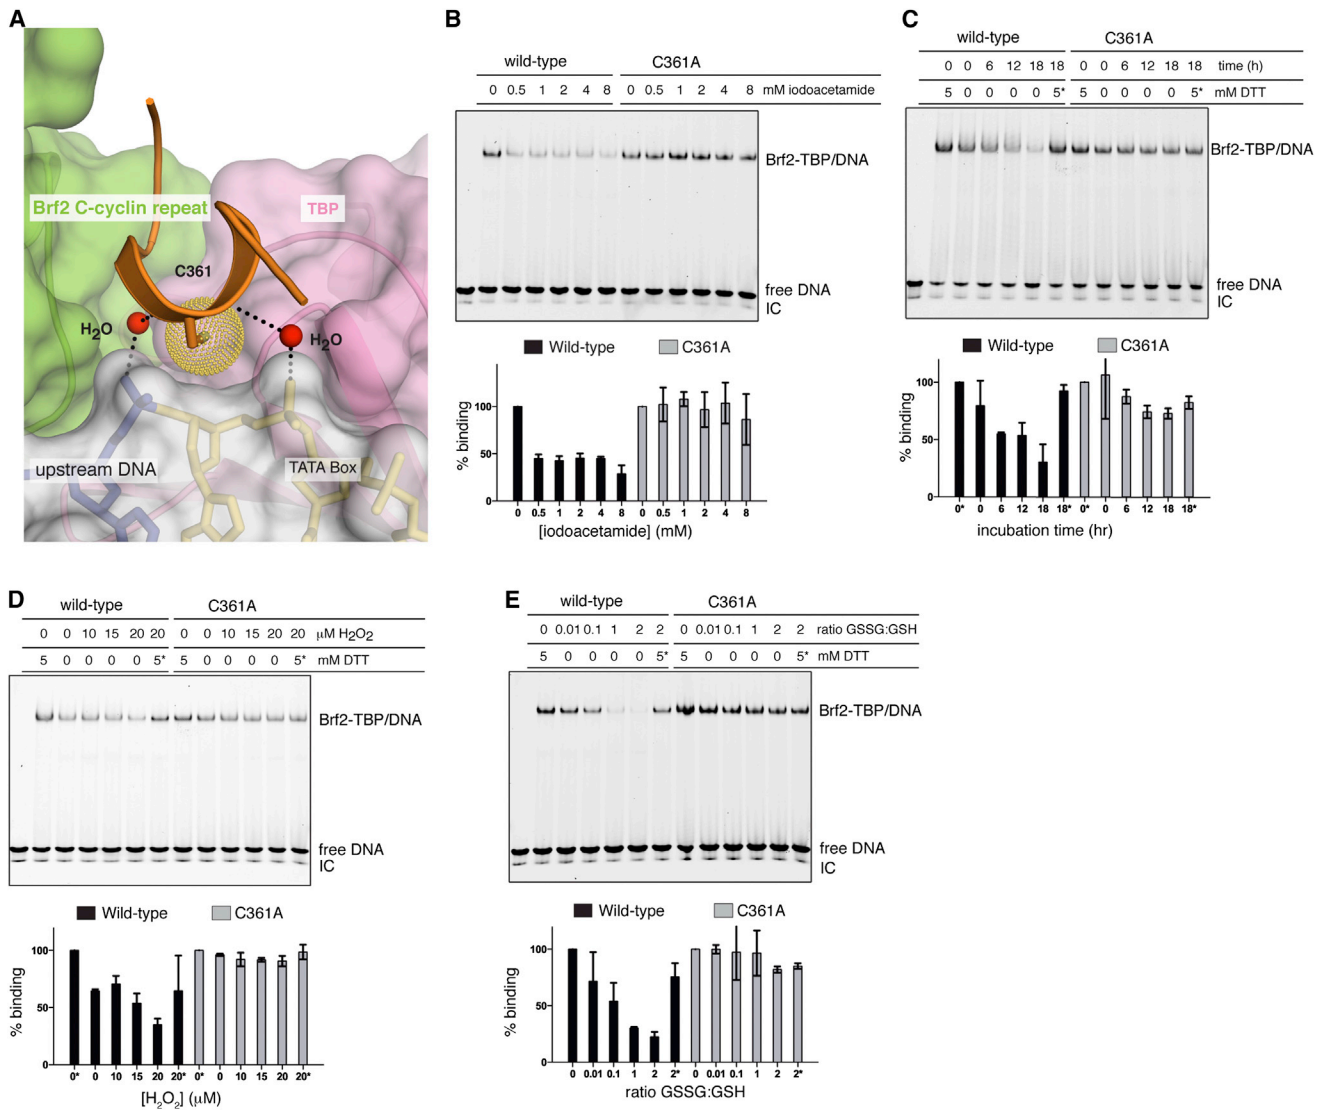 A
Brf2 C-cyclin repeat
TBP
C361
H2O
H2O
upstream DNA
TATA Box
B
wild-type C361A
0 0.5 1 2 4 8 0 0.5 1 2 4 8 mM iodoacetamide
Brf2-TBP/DNA
free DNA
IC
Wild-type C361A
% binding
100
50
0
0 0.5 1 2 4 8 0 0.5 1 2 4 8
[iodoacetamide] (mM)
C
wild-type C361A
0 0 6 12 18 18 0 0 6 12 18 18 time (h)
5 0 0 0 0 5* 5 0 0 0 0 5* mM DTT
Brf2-TBP/DNA
free DNA
IC
Wild-type C361A
% binding
100
50
0
0* 0 6 12 18 18* 0* 0 6 12 18 18*
incubation time (hr)
D
wild-type C361A
0 0 10 15 20 20 0 0 10 15 20 20 µM H2O2
5 0 0 0 0 5* 5 0 0 0 0 5* mM DTT
Brf2-TBP/DNA
free DNA
IC
Wild-type C361A
% binding
100
50
0
0* 0 10 15 20 20* 0* 0 10 15 20 20*
[H2O2] (µM)
E
wild-type C361A
0 0.01 0.1 1 2 2 0 0.01 0.1 1 2 2 ratio GSSG:GSH
5 0 0 0 0 5* 5 0 0 0 0 5* mM DTT
Brf2-TBP/DNA
free DNA
IC
Wild-type C361A
% binding
100
50
0
0 0.01 0.1 1 2 2* 0 0.01 0.1 1 2 2*
ratio GSSG:GSH